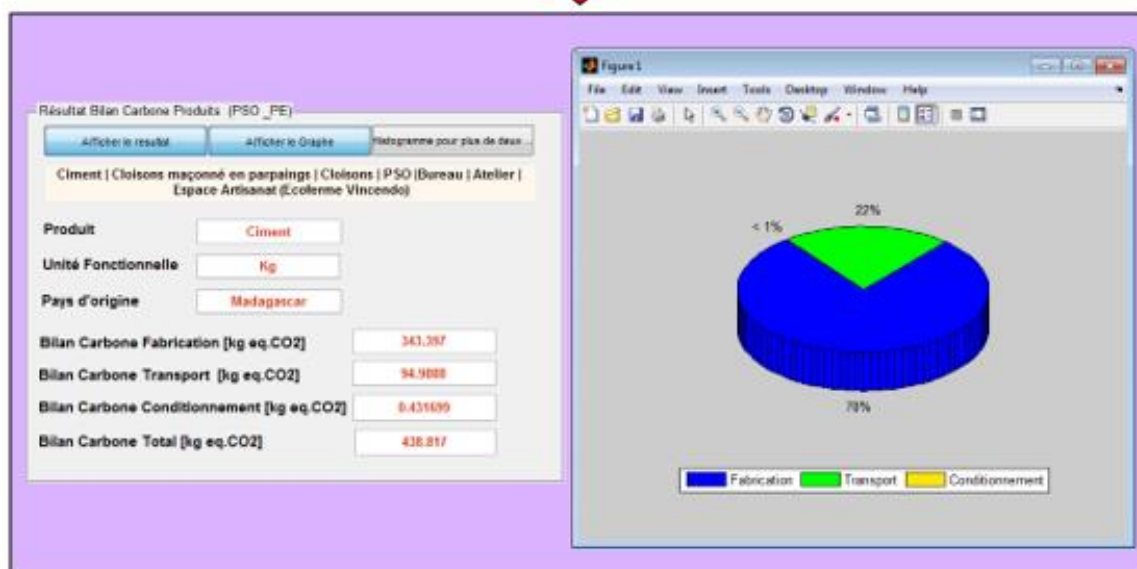 Résultat Bilan Carbone Produits (PSO _PE)
Afficher le resultat
Afficher le Graphe
Histogramme pour plus de deux ...
Ciment | Cloisons maçonné en parpaings | Cloisons | PSO |Bureau | Atelier |
Espace Artisanat (Ecoferme Vincendo)
Produit
Ciment
Unité Fonctionnelle
Kg
Pays d'origine
Madagascar
Bilan Carbone Fabrication [kg eq.CO2]
343.397
Bilan Carbone Transport [kg eq.CO2]
94.9888
Bilan Carbone Conditionnement [kg eq.CO2]
0.431699
Bilan Carbone Total [kg eq.CO2]
438.817
Figure 1
File Edit View Insert Tools Desktop Window Help
22%
< 1%
78%
Fabrication
Transport
Conditionnement